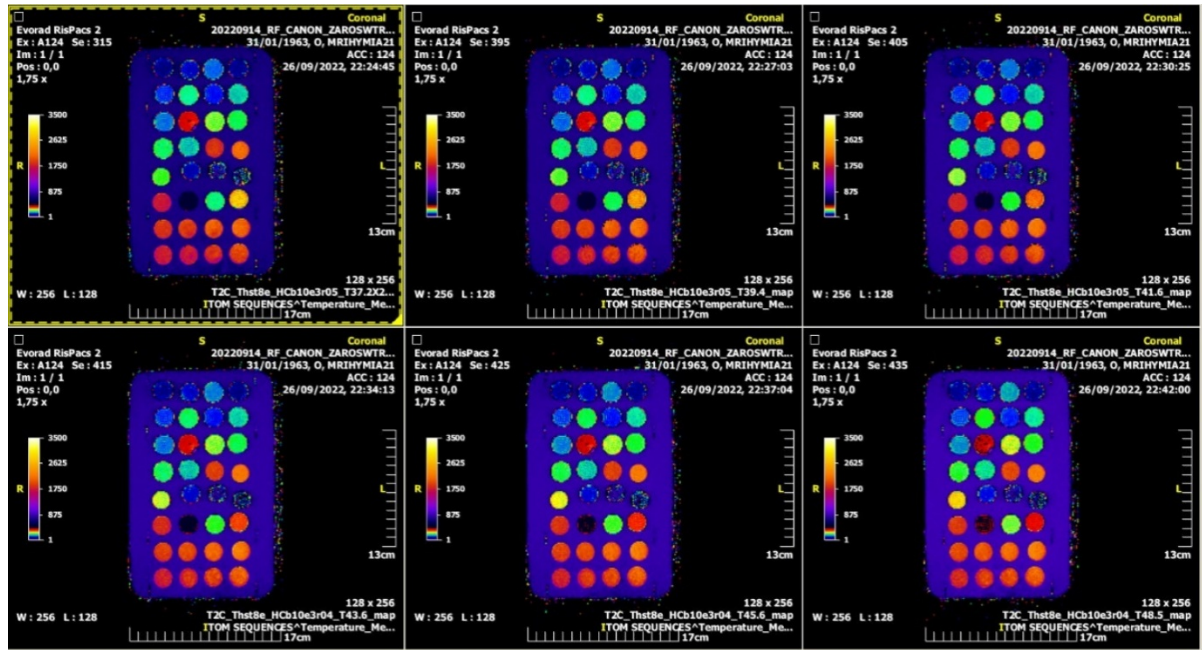 S
Coronal
Evorad RisPacs 2
20220914_RF_CANON_ZAROSWTR...
Ex : A124 Se : 315
31/01/1963, O, MRIHYMIA21
Im : 1 / 1
ACC : 124
Pos : 0,0
26/09/2022, 22:24:45
1,75 x
3500
2625
1750
875
1
R
L
13cm
128 x 256
W : 256 L : 128
T2C_Thst8e_HCb10e3r05_T37.2X2...
ITOM SEQUENCES^Temperature_Me...
17cm
S
Coronal
Evorad RisPacs 2
20220914_RF_CANON_ZAROSWTR...
Ex : A124 Se : 395
31/01/1963, O, MRIHYMIA21
Im : 1 / 1
ACC : 124
Pos : 0,0
26/09/2022, 22:27:03
1,75 x
3500
2625
1750
875
1
R
L
13cm
128 x 256
W : 256 L : 128
T2C_Thst8e_HCb10e3r05_T39.4_map
ITOM SEQUENCES^Temperature_Me...
17cm
S
Coronal
Evorad RisPacs 2
20220914_RF_CANON_ZAROSWTR...
Ex : A124 Se : 405
31/01/1963, O, MRIHYMIA21
Im : 1 / 1
ACC : 124
Pos : 0,0
26/09/2022, 22:30:25
1,75 x
3500
2625
1750
875
1
R
L
13cm
128 x 256
W : 256 L : 128
T2C_Thst8e_HCb10e3r05_T41.6_map
ITOM SEQUENCES^Temperature_Me...
17cm
S
Coronal
Evorad RisPacs 2
20220914_RF_CANON_ZAROSWTR...
Ex : A124 Se : 415
31/01/1963, O, MRIHYMIA21
Im : 1 / 1
ACC : 124
Pos : 0,0
26/09/2022, 22:34:13
1,75 x
3500
2625
1750
875
1
R
L
13cm
128 x 256
W : 256 L : 128
T2C_Thst8e_HCb10e3r04_T43.6_map
ITOM SEQUENCES^Temperature_Me...
17cm
S
Coronal
Evorad RisPacs 2
20220914_RF_CANON_ZAROSWTR...
Ex : A124 Se : 425
31/01/1963, O, MRIHYMIA21
Im : 1 / 1
ACC : 124
Pos : 0,0
26/09/2022, 22:37:04
1,75 x
3500
2625
1750
875
1
R
L
13cm
128 x 256
W : 256 L : 128
T2C_Thst8e_HCb10e3r04_T45.6_map
ITOM SEQUENCES^Temperature_Me...
17cm
S
Coronal
Evorad RisPacs 2
20220914_RF_CANON_ZAROSWTR...
Ex : A124 Se : 435
31/01/1963, O, MRIHYMIA21
Im : 1 / 1
ACC : 124
Pos : 0,0
26/09/2022, 22:42:00
1,75 x
3500
2625
1750
875
1
R
L
13cm
128 x 256
W : 256 L : 128
T2C_Thst8e_HCb10e3r04_T48.5_map
ITOM SEQUENCES^Temperature_Me...
17cm